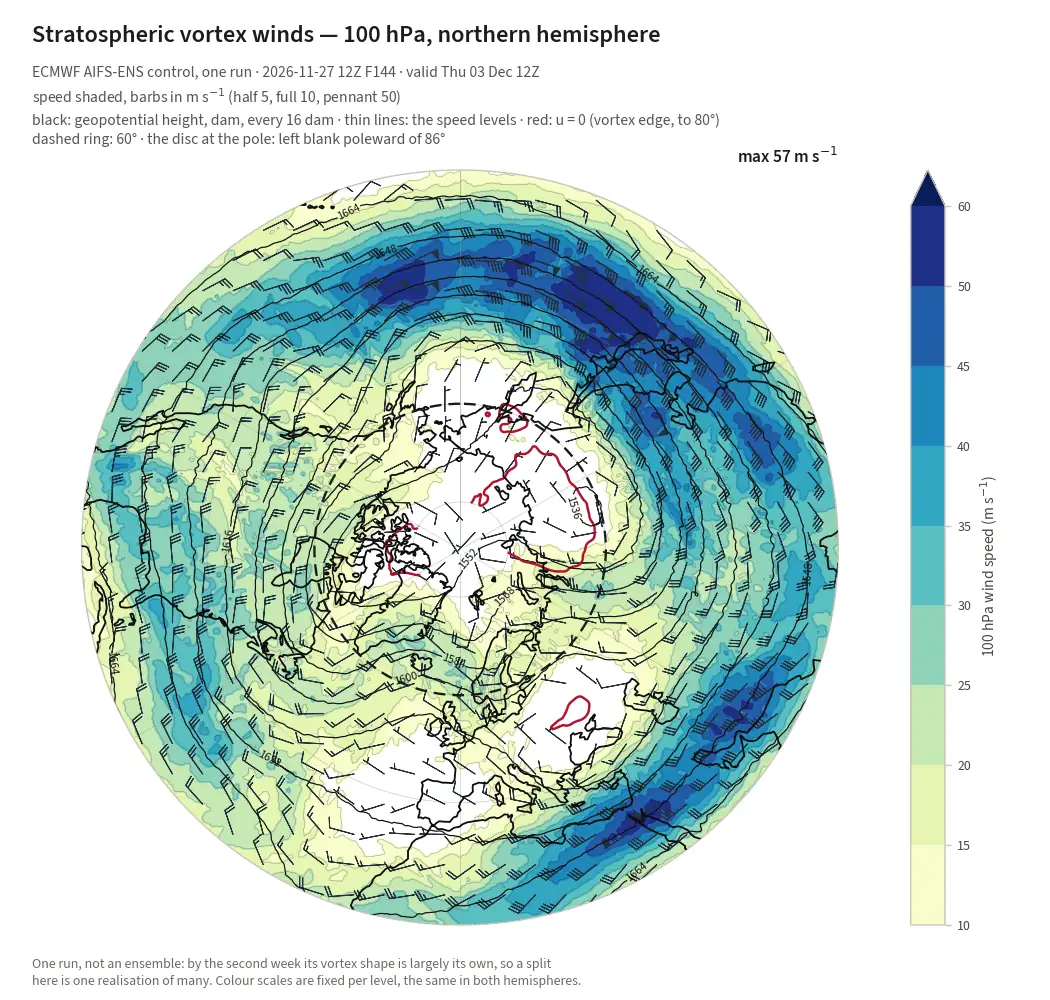 Stratospheric vortex winds — 100 hPa, northern hemisphere
ECMWF AIFS-ENS control, one run · 2026-11-27 12Z F144 · valid Thu 03 Dec 12Z
speed shaded, barbs in m s⁻¹ (half 5, full 10, pennant 50)
black: geopotential height, dam, every 16 dam · thin lines: the speed levels · red: u = 0 (vortex edge, to 80°)
dashed ring: 60° · the disc at the pole: left blank poleward of 86°
max 57 m s⁻¹
1664
1648
1664
1536
1552
1568
1584
1600
1648
1664
1664
60
50
45
40
35
30
25
20
15
10
100 hPa wind speed (m s⁻¹)
One run, not an ensemble: by the second week its vortex shape is largely its own, so a split
here is one realisation of many. Colour scales are fixed per level, the same in both hemispheres.